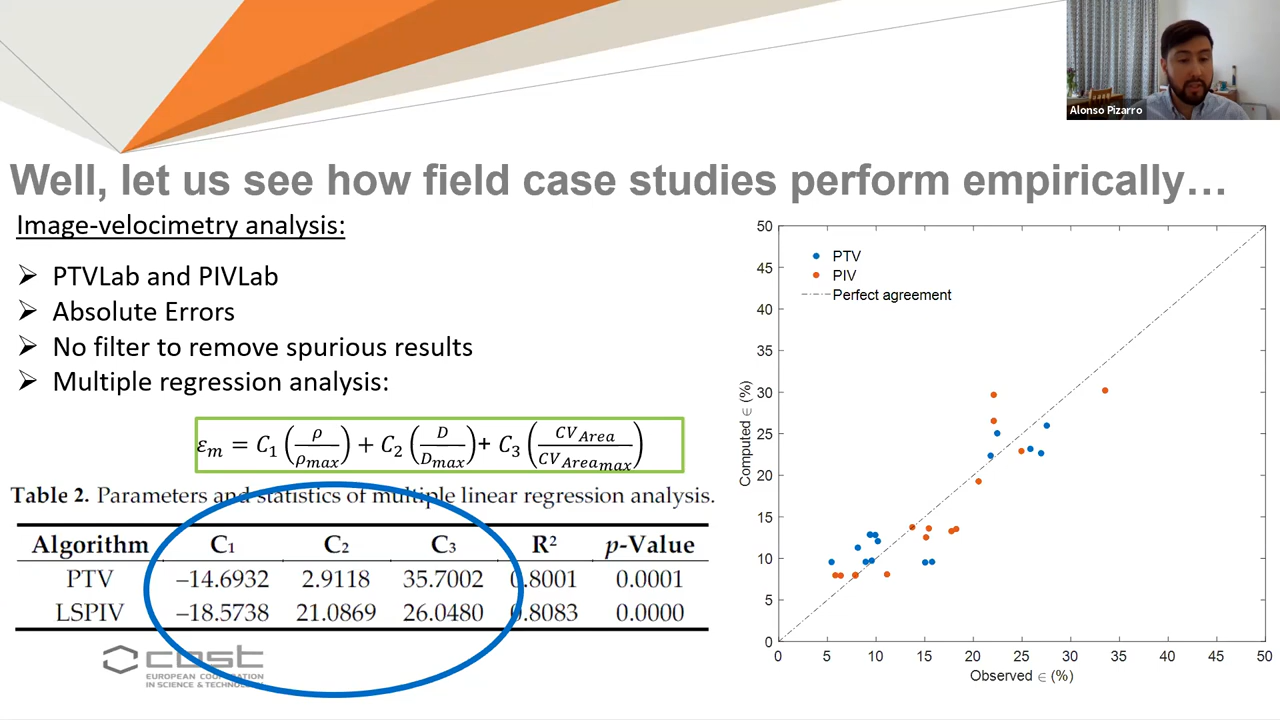 Alonso Pizarro
Well, let us see how field case studies perform empirically…
Image-velocimetry analysis:
➢ PTVLab and PIVLab
➢ Absolute Errors
➢ No filter to remove spurious results
➢ Multiple regression analysis:
ε_m = C_1 (ρ/ρ_max) + C_2 (D/D_max) + C_3 (CV_Area/CV_Area_max)
Table 2. Parameters and statistics of multiple linear regression analysis.
Algorithm C₁ C₂ C₃ R² p-Value
PTV –14.6932 2.9118 35.7002 0.8001 0.0001
LSPIV –18.5738 21.0869 26.0480 0.8083 0.0000
cost
EUROPEAN COOPERATION
IN SCIENCE & TECHNOLOGY
PTV
PIV
Perfect agreement
50
45
40
35
30
25
20
15
10
5
0
Computed ∈ (%)
0 5 10 15 20 25 30 35 40 45 50
Observed ∈ (%)